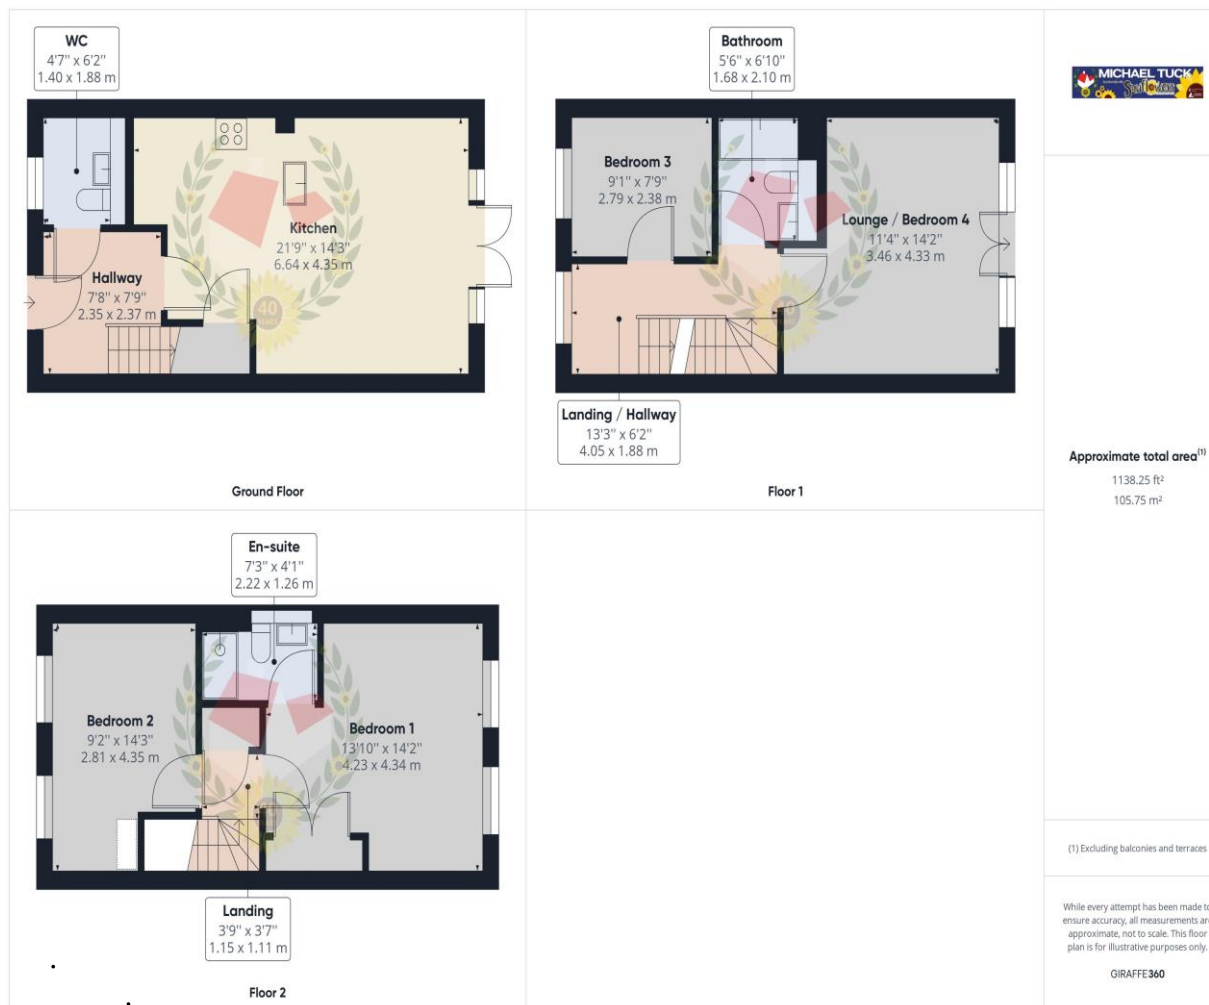 WC
4'7" x 6'2"
1.40 x 1.88 m
Hallway
7'8" x 7'9"
2.35 x 2.37 m
Kitchen
21'9" x 14'3"
6.64 x 4.35 m
40
Ground Floor
Bathroom
5'6" x 6'10"
1.68 x 2.10 m
Bedroom 3
9'1" x 7'9"
2.79 x 2.38 m
Lounge / Bedroom 4
11'4" x 14'2"
3.46 x 4.33 m
Landing / Hallway
13'3" x 6'2"
4.05 x 1.88 m
Floor 1
En-suite
7'3" x 4'1"
2.22 x 1.26 m
Bedroom 2
9'2" x 14'3"
2.81 x 4.35 m
Bedroom 1
13'10" x 14'2"
4.23 x 4.34 m
Landing
3'9" x 3'7"
1.15 x 1.11 m
Floor 2
MICHAEL TUCK
Sunflower
Approximate total area(1)
1138.25 ft²
105.75 m²
(1) Excluding balconies and terraces
While every attempt has been made to
ensure accuracy, all measurements are
approximate, not to scale. This floor
plan is for illustrative purposes only.
GIRAFFE360